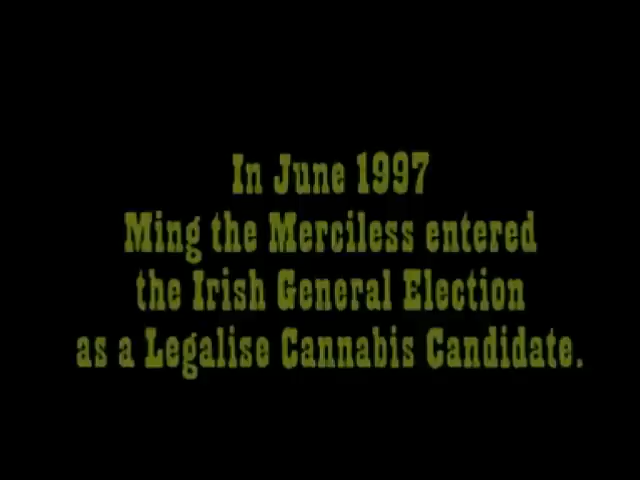 In June 1997
Ming the Merciless entered
the Irish General Election
as a Legalise Cannabis Candidate.